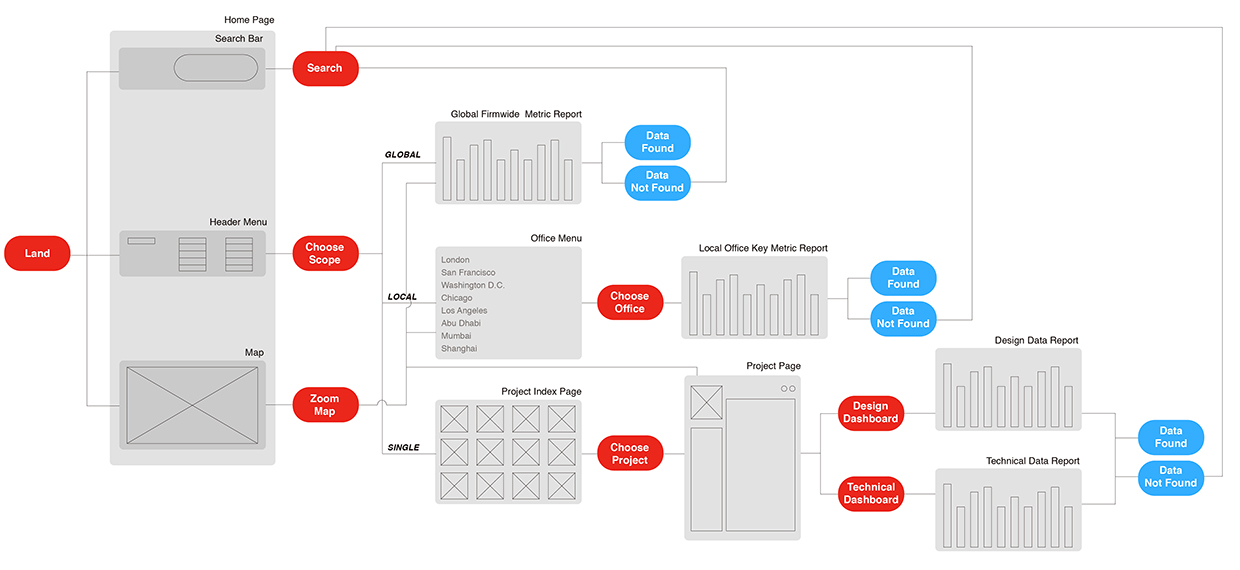 Home Page
Search Bar
Search
Global Firmwide Metric Report
GLOBAL
Data
Found
Data
Not Found
Header Menu
Land
Choose
Scope
Office Menu
London
San Francisco
Washington D.C.
Chicago
Los Angeles
Abu Dhabi
Mumbai
Shanghai
LOCAL
Choose
Office
Local Office Key Metric Report
Data
Found
Data
Not Found
Map
Zoom
Map
Project Index Page
SINGLE
Choose
Project
Project Page
Design
Dashboard
Technical
Dashboard
Design Data Report
Technical Data Report
Data
Found
Data
Not Found